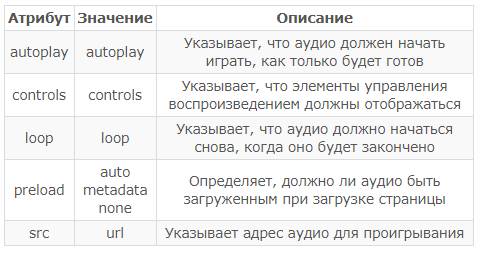 Атрибут Значение Описание
autoplay autoplay Указывает, что аудио должен начать
играть, как только будет готов
controls controls Указывает, что элементы управления
воспроизведением должны отображаться
loop loop Указывает, что аудио должно начаться
снова, когда оно будет закончено
preload auto
metadata
none
Определяет, должно ли аудио быть
загруженным при загрузке страницы
src url Указывает адрес аудио для проигрывания